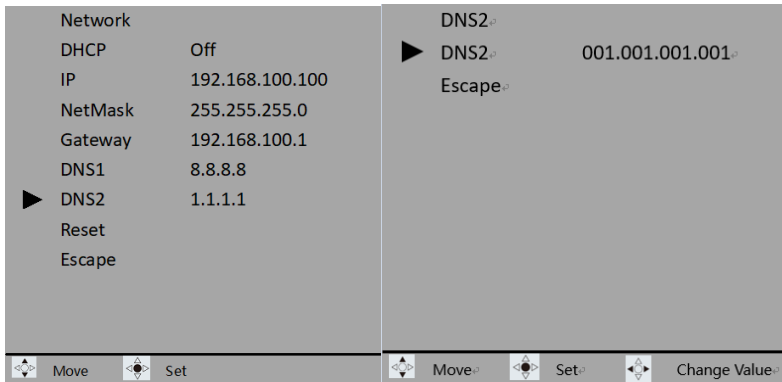 Network
DHCP Off
IP 192.168.100.100
NetMask 255.255.255.0
Gateway 192.168.100.1
DNS1 8.8.8.8
DNS2 1.1.1.1
Reset
Escape
Move Set
DNS2
DNS2 001.001.001.001
Escape
Move Set Change Value